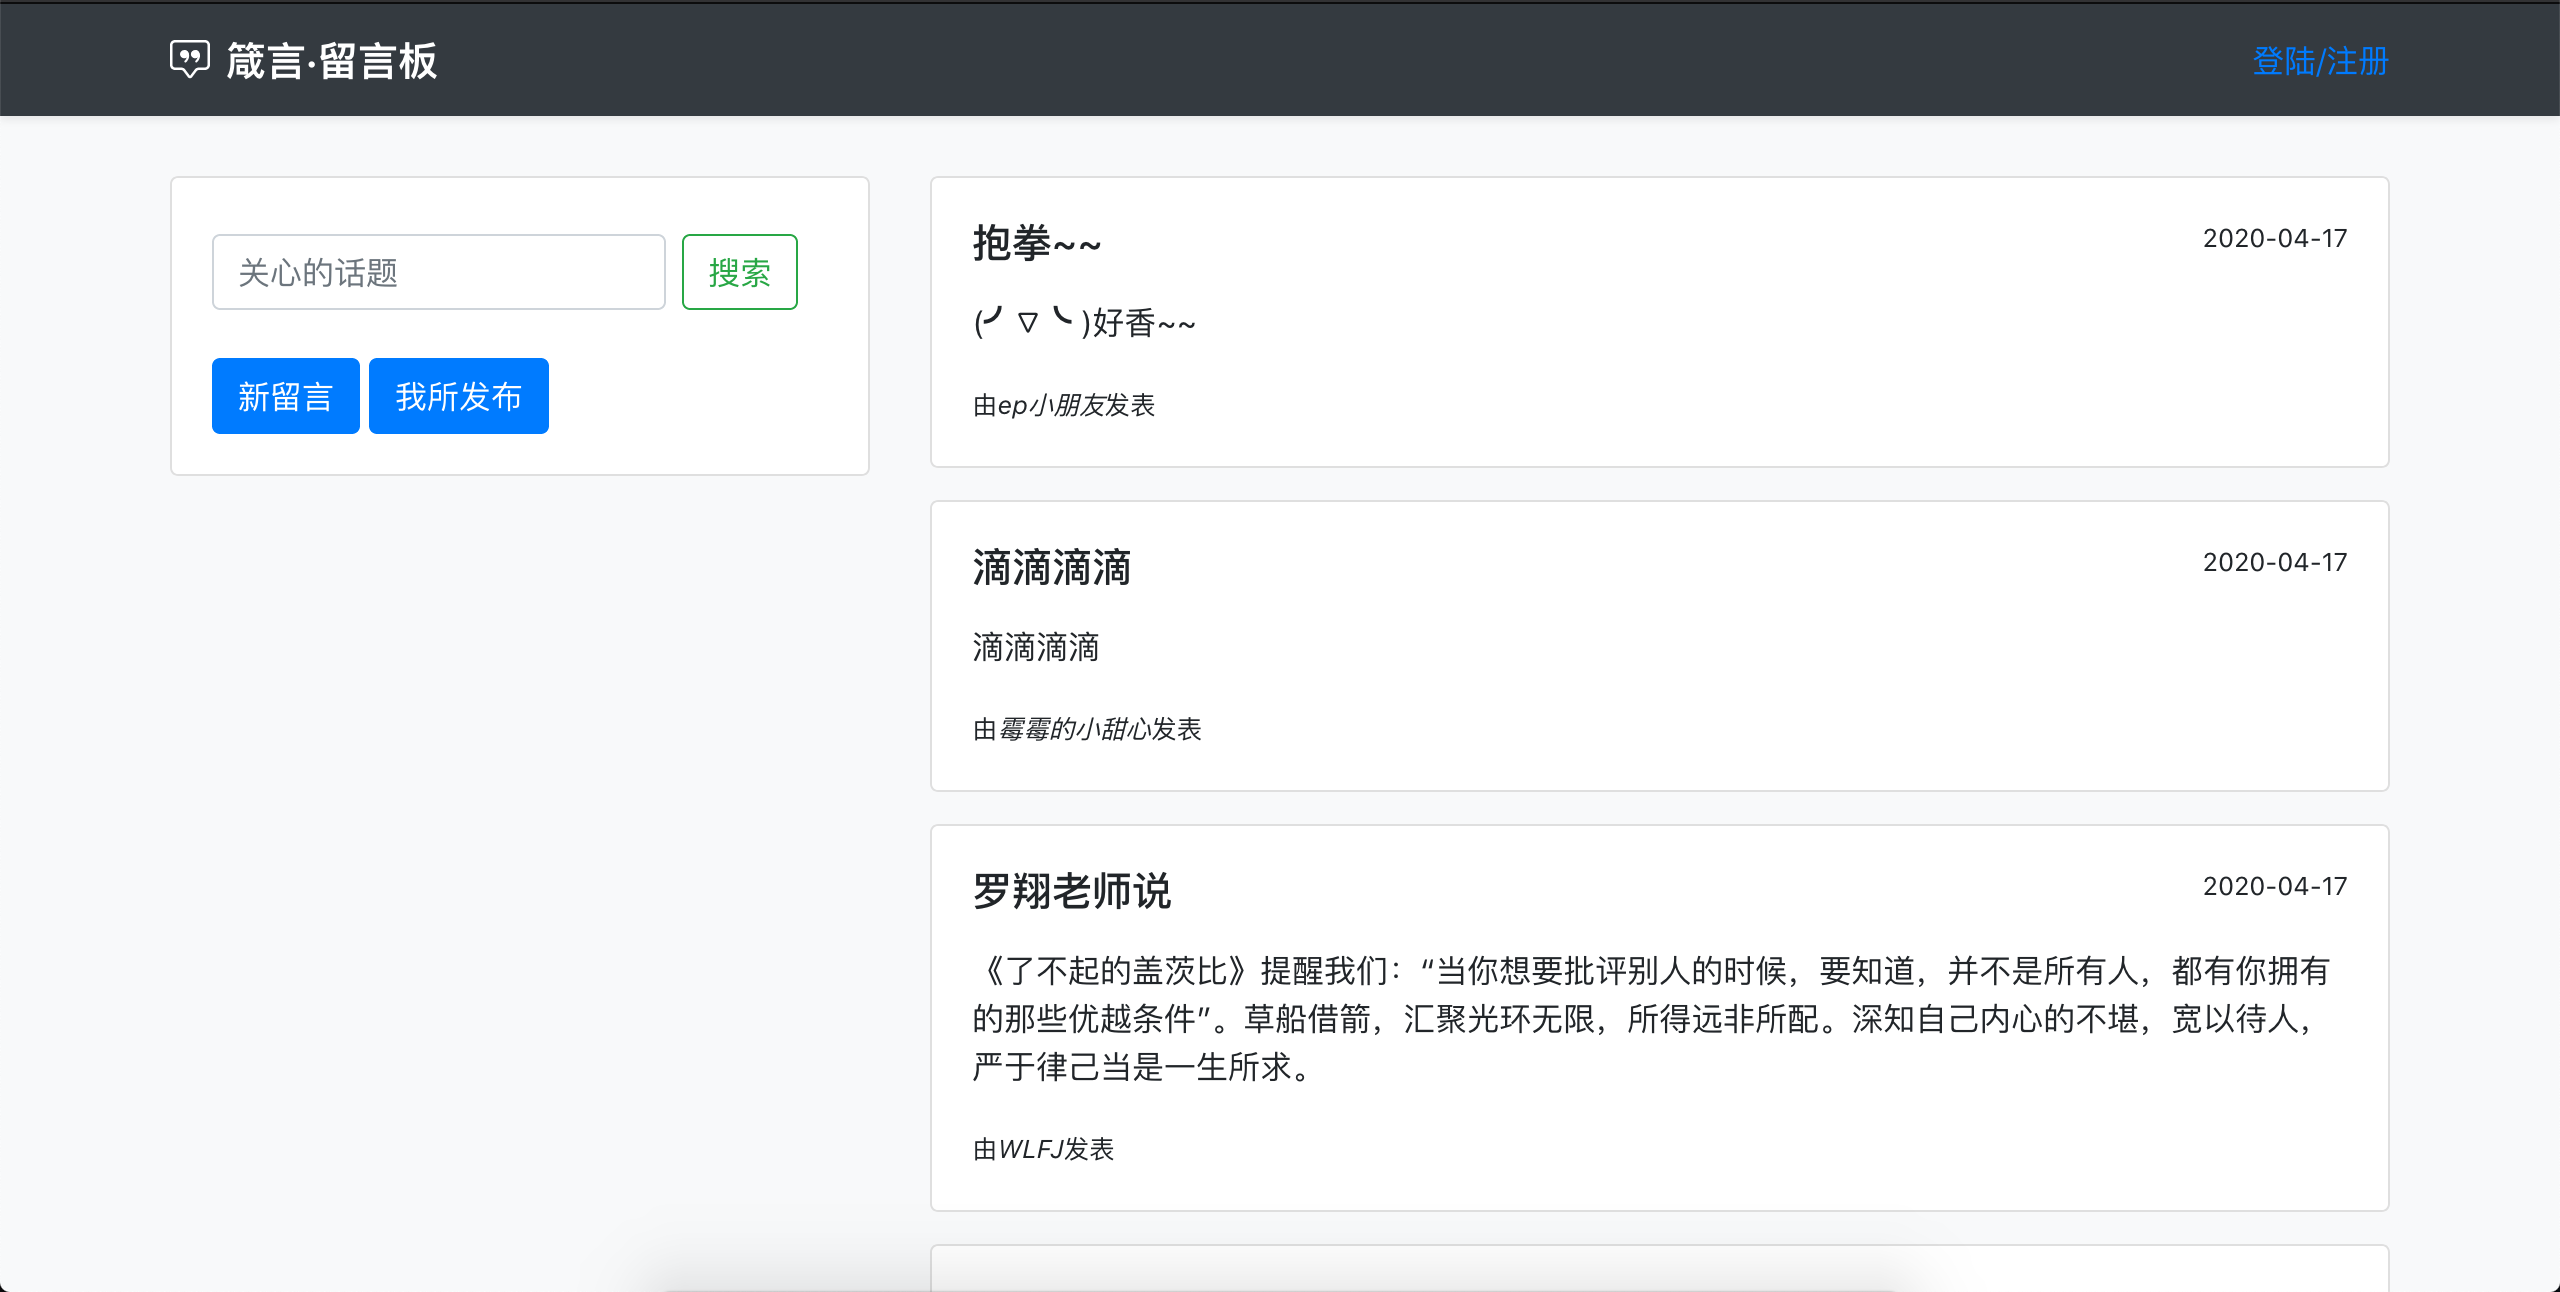 箴言·留言板
登陆/注册
关心的话题
搜索
新留言
我所发布
抱拳~~
2020-04-17
(╯▽╰)好香~~
由ep小朋友发表
滴滴滴滴
2020-04-17
滴滴滴滴
由霉霉的小甜心发表
罗翔老师说
2020-04-17
《了不起的盖茨比》提醒我们：“当你想要批评别人的时候，要知道，并不是所有人，都有你拥有
的那些优越条件”。草船借箭，汇聚光环无限，所得远非所配。深知自己内心的不堪，宽以待人，
严于律己当是一生所求。
由WLFJ发表